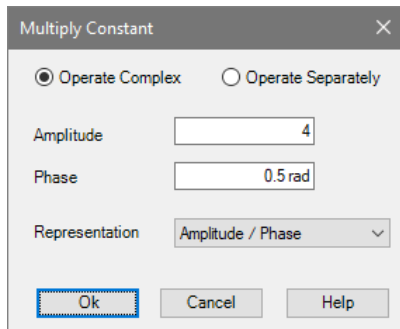 Multiply Constant
Operate Complex Operate Separately
Amplitude 4
Phase 0.5 rad
Representation Amplitude / Phase
Ok Cancel Help